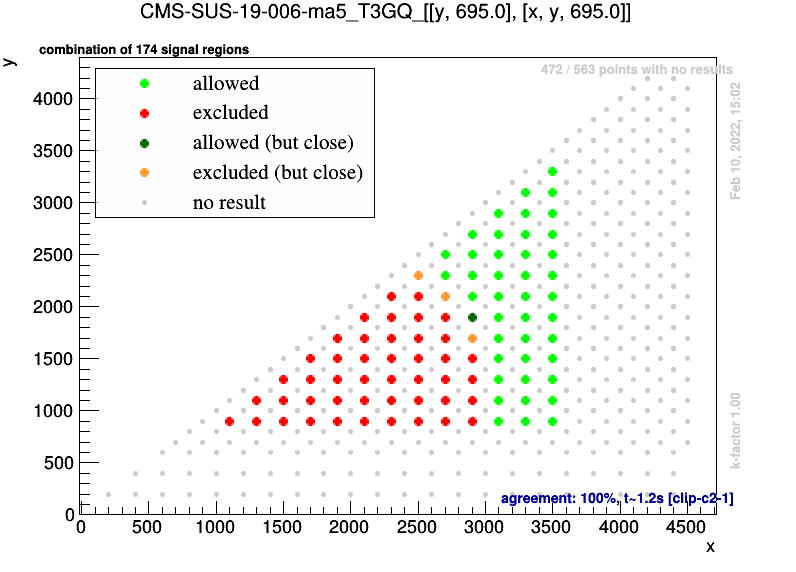 CMS-SUS-19-006-ma5_T3GQ_[[y, 695.0], [x, y, 695.0]]
combination of 174 signal regions
y
472 / 563 points with no results
allowed
excluded
allowed (but close)
excluded (but close)
no result
Feb 10, 2022, 15:02
k-factor 1.00
4000
3500
3000
2500
2000
1500
1000
500
0
agreement: 100%, t~1.2s [clip-c2-1]
0 500 1000 1500 2000 2500 3000 3500 4000 4500
x